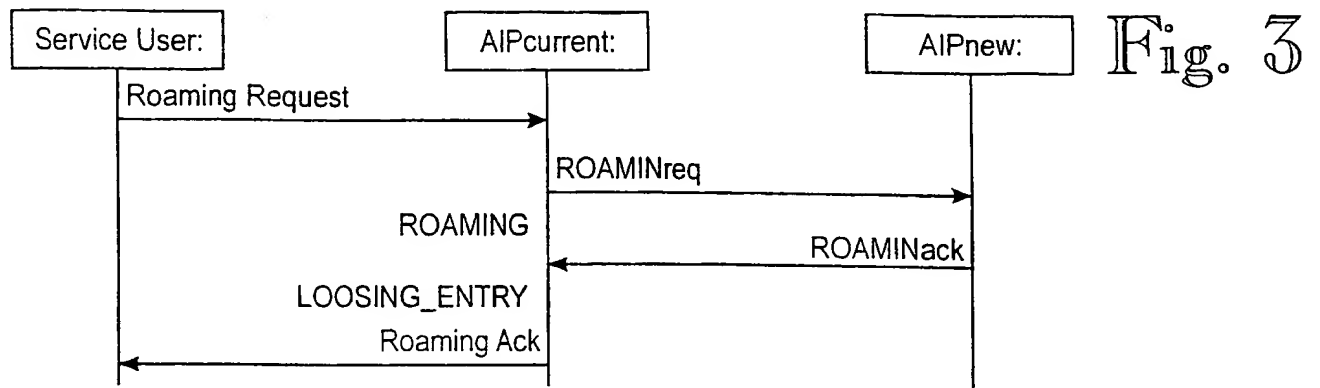 Service User:
AIPcurrent:
AIPnew:
Fig. 3
Roaming Request
ROAMINreq
ROAMING
ROAMINack
LOOSING_ENTRY
Roaming Ack